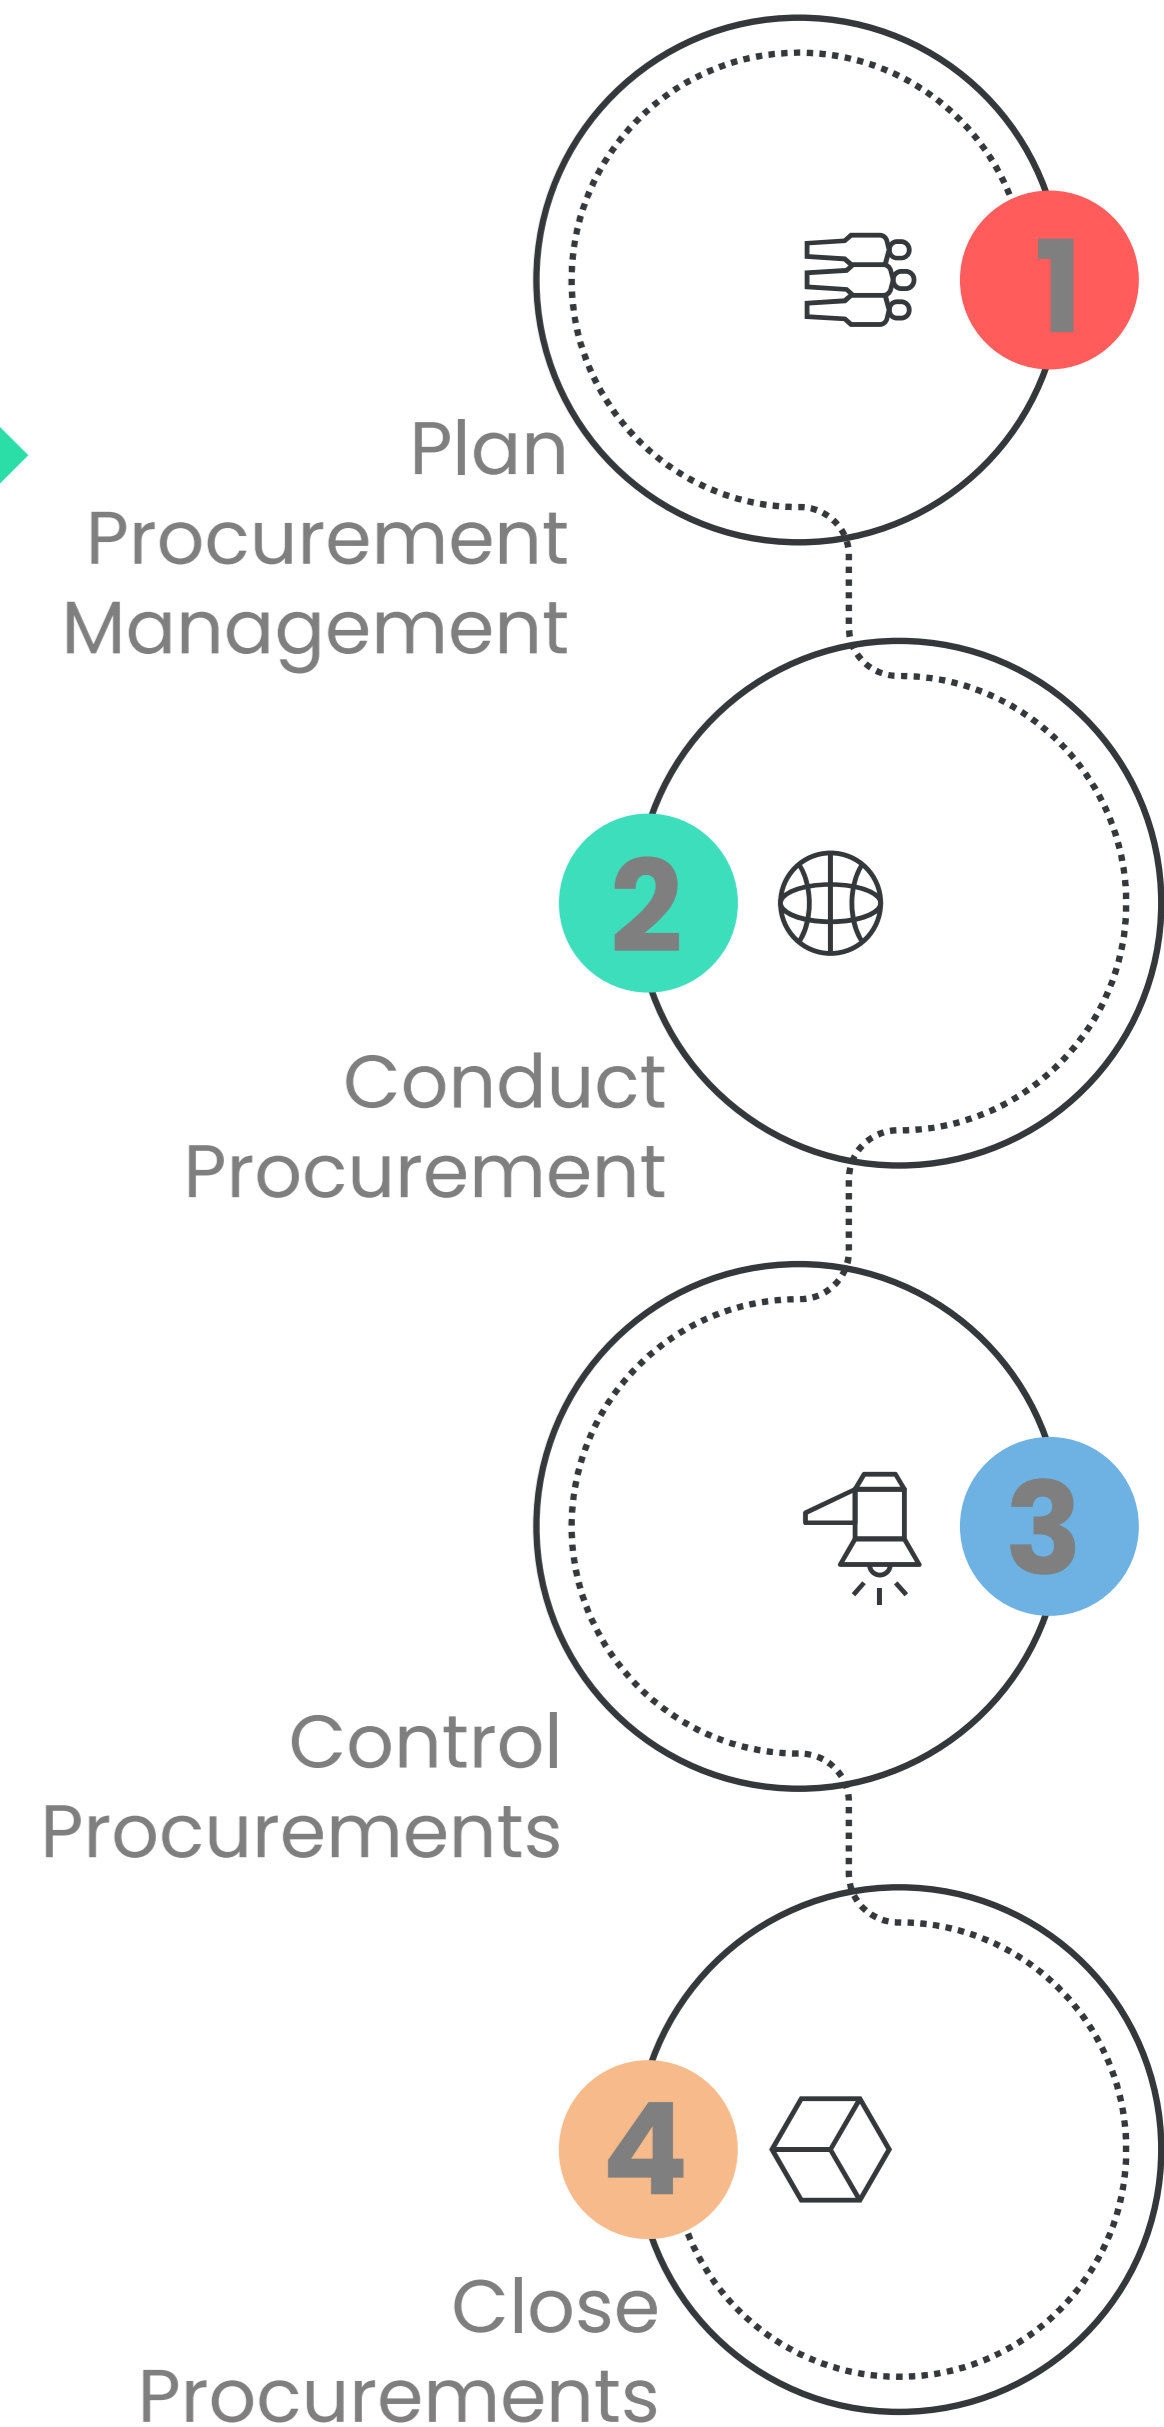 1
Plan
Procurement
Management
2
Conduct
Procurement
3
Control
Procurements
4
Close
Procurements